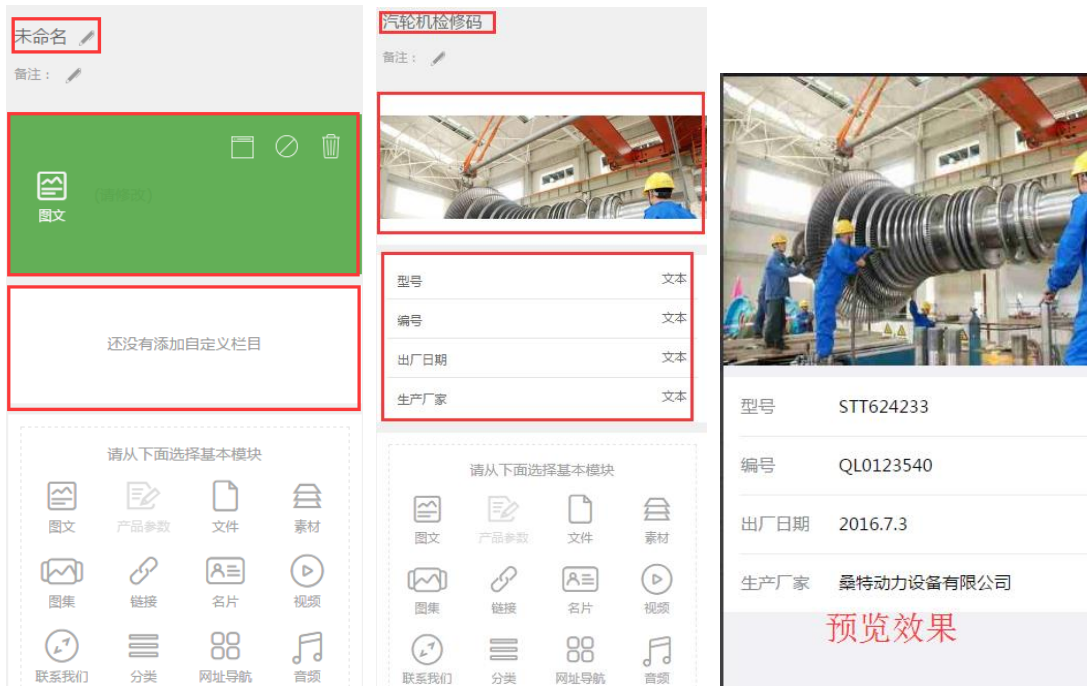 未命名
备注：
图文
(请修改)
还没有添加自定义栏目
请从下面选择基本模块
图文 产品参数 文件 素材
图集 链接 名片 视频
联系我们 分类 网址导航 音频
汽轮机检修码
备注：
型号 文本
编号 文本
出厂日期 文本
生产厂家 文本
请从下面选择基本模块
图文 产品参数 文件 素材
图集 链接 名片 视频
联系我们 分类 网址导航 音频
型号 STT624233
编号 QL0123540
出厂日期 2016.7.3
生产厂家 桑特动力设备有限公司
预览效果